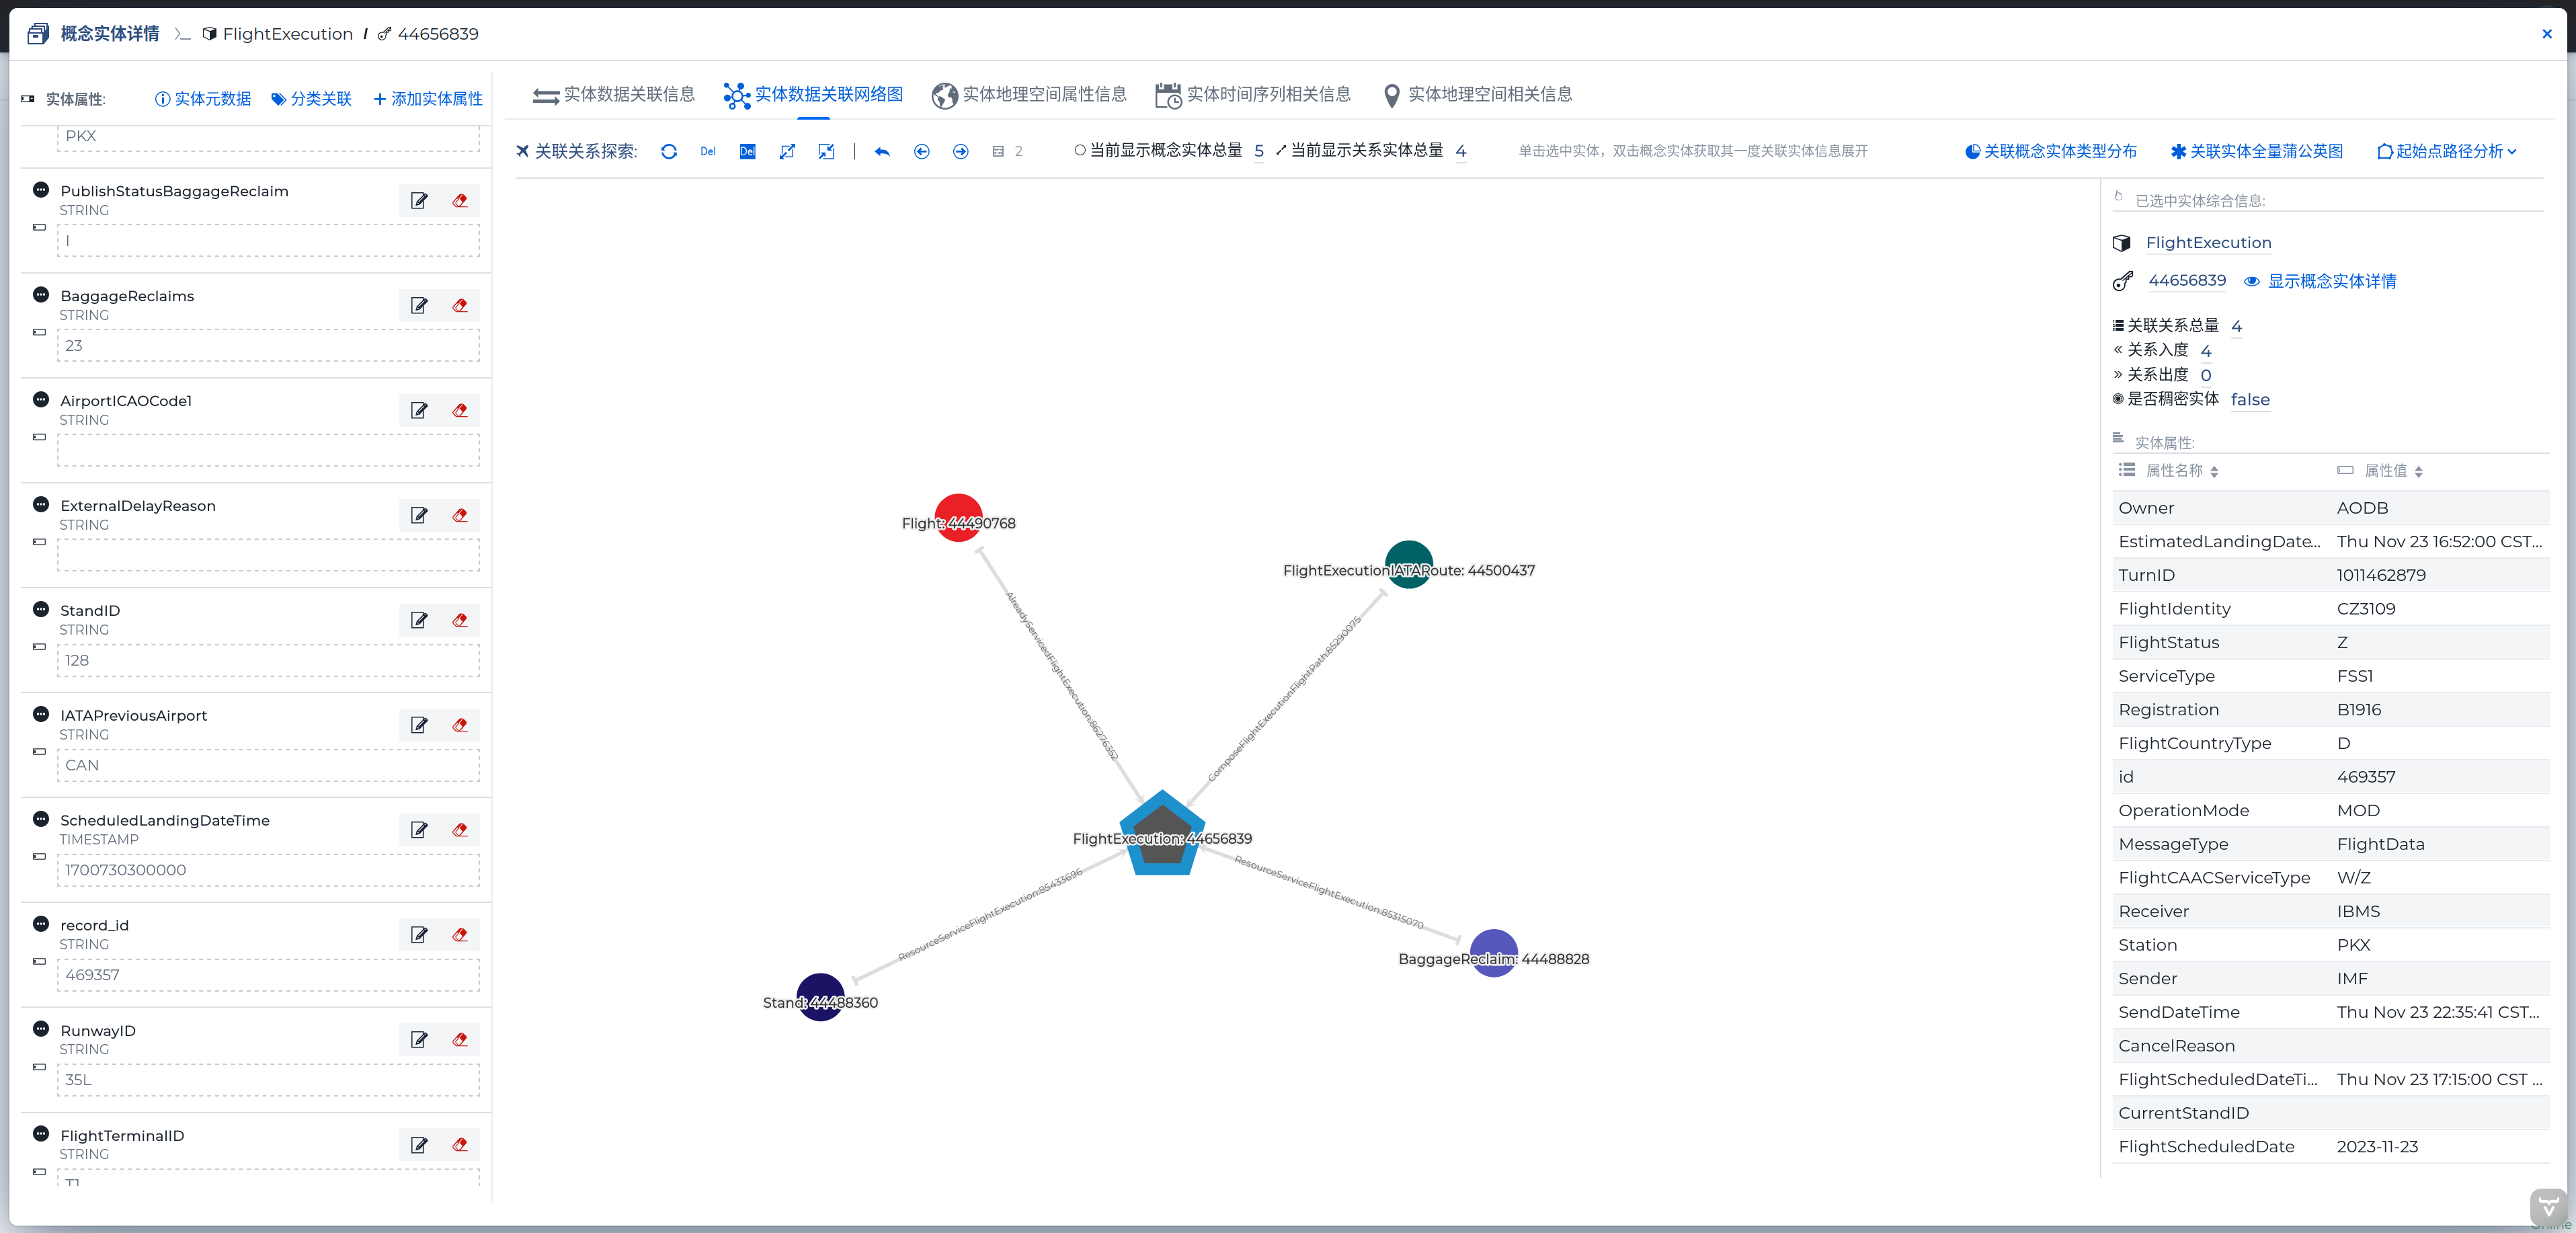 概念实体详情 FlightExecution / 44656839
实体属性: 实体元数据 分类关联 添加实体属性
PKX
PublishStatusBaggageReclaim
STRING
I
BaggageReclaims
STRING
23
AirportICAOCode1
STRING
ExternalDelayReason
STRING
StandID
STRING
128
IATAPreviousAirport
STRING
CAN
ScheduledLandingDateTime
TIMESTAMP
1700730300000
record_id
STRING
469357
RunwayID
STRING
35L
FlightTerminalID
STRING
T1
实体数据关联信息 实体数据关联网络图 实体地理空间属性信息 实体时间序列相关信息 实体地理空间相关信息
关联关系探索: Del Del 2 当前显示概念实体总量 5 当前显示关系实体总量 4 单击选中实体，双击概念实体获取其一度关联实体信息展开 关联概念实体类型分布 关联实体全量蒲公英图 起始点路径分析
Flight: 44490768
FlightExecutionIATARoute: 44500437
AlreadyServicedFlightExecution:86276352
ComposeFlightExecutionFlightPath:85290075
FlightExecution: 44656839
ResourceServiceFlightExecution:85433696
ResourceServiceFlightExecution:85315070
BaggageReclaim: 44488828
Stand: 44488360
已选中实体综合信息:
FlightExecution
44656839 显示概念实体详情
关联关系总量 4
关系入度 4
关系出度 0
是否稠密实体 false
实体属性:
属性名称 属性值
Owner AODB
EstimatedLandingDate... Thu Nov 23 16:52:00 CST...
TurnID 1011462879
FlightIdentity CZ3109
FlightStatus Z
ServiceType FSS1
Registration B1916
FlightCountryType D
id 469357
OperationMode MOD
MessageType FlightData
FlightCAACServiceType W/Z
Receiver IBMS
Station PKX
Sender IMF
SendDateTime Thu Nov 23 22:35:41 CST...
CancelReason
FlightScheduledDateTi... Thu Nov 23 17:15:00 CST ...
CurrentStandID
FlightScheduledDate 2023-11-23